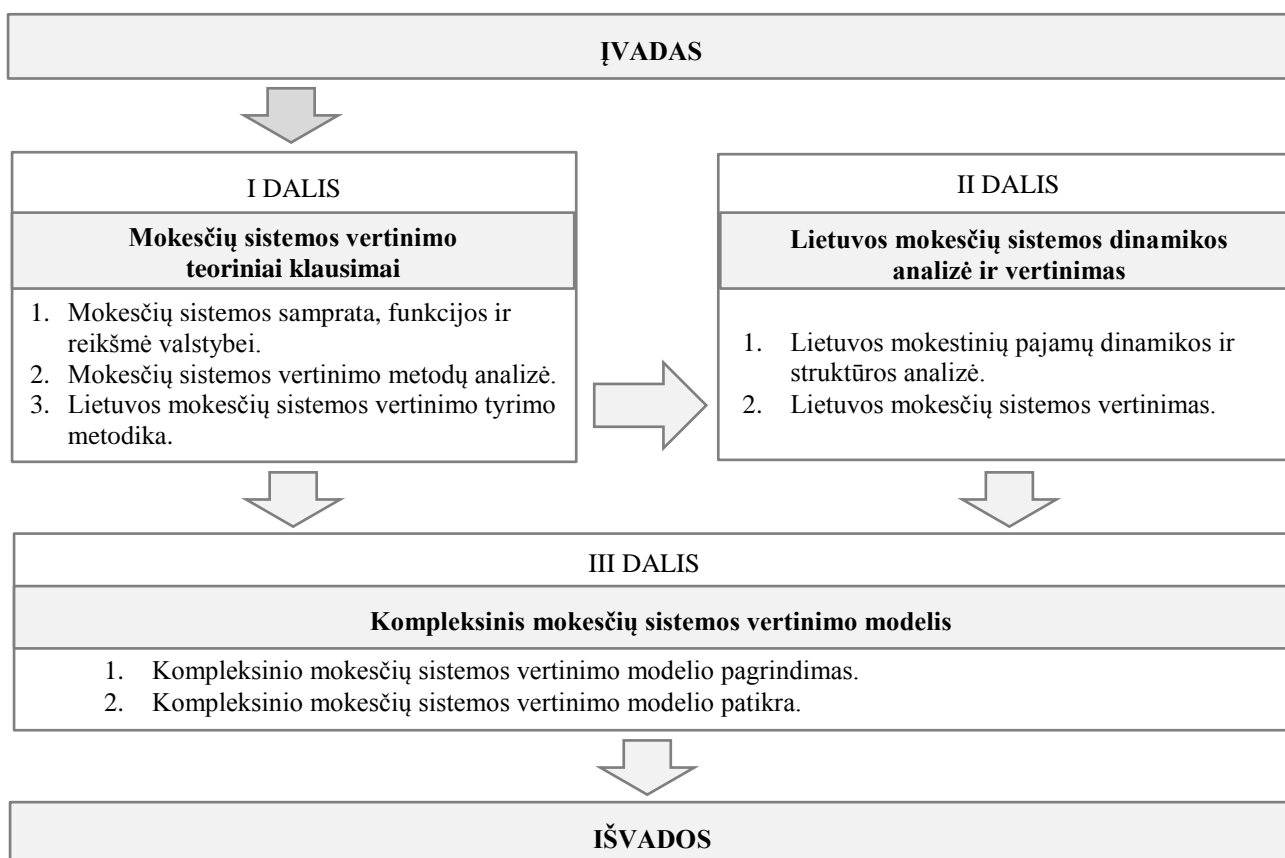 ĮVADAS
I DALIS
Mokesčių sistemos vertinimo
teoriniai klausimai
1. Mokesčių sistemos samprata, funkcijos ir
reikšmė valstybei.
2. Mokesčių sistemos vertinimo metodų analizė.
3. Lietuvos mokesčių sistemos vertinimo tyrimo
metodika.
II DALIS
Lietuvos mokesčių sistemos dinamikos
analizė ir vertinimas
1. Lietuvos mokestinių pajamų dinamikos ir
struktūros analizė.
2. Lietuvos mokesčių sistemos vertinimas.
III DALIS
Kompleksinis mokesčių sistemos vertinimo modelis
1. Kompleksinio mokesčių sistemos vertinimo modelio pagrindimas.
2. Kompleksinio mokesčių sistemos vertinimo modelio patikra.
IŠVADOS